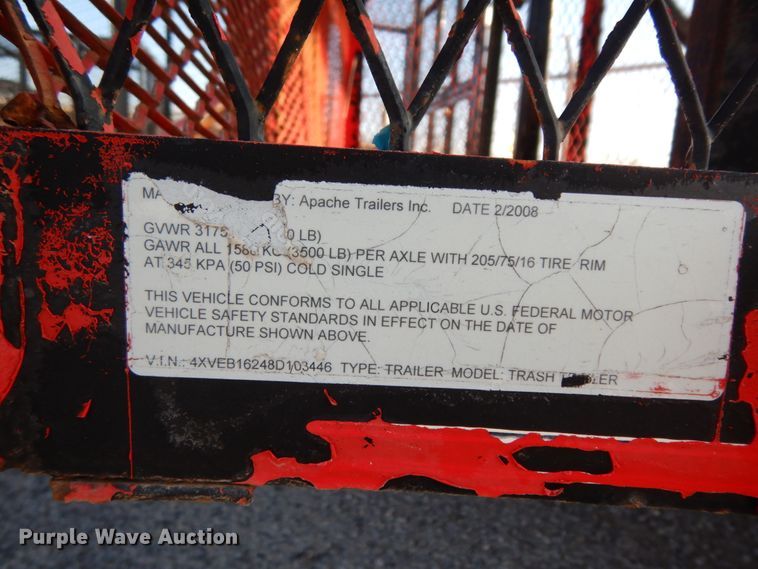 BY: Apache Trailers Inc. DATE 2/2008
GVWR 3175 LB)
GAWR ALL (3500 LB) PER AXLE WITH 205/75/16 TIRE RIM
AT 345 KPA (50 PSI) COLD SINGLE
THIS VEHICLE CONFORMS TO ALL APPLICABLE U.S. FEDERAL MOTOR
VEHICLE SAFETY STANDARDS IN EFFECT ON THE DATE OF
MANUFACTURE SHOWN ABOVE.
V.I.N.: 4XVEB16248D103446 TYPE: TRAILER MODEL: TRASH
Purple Wave Auction